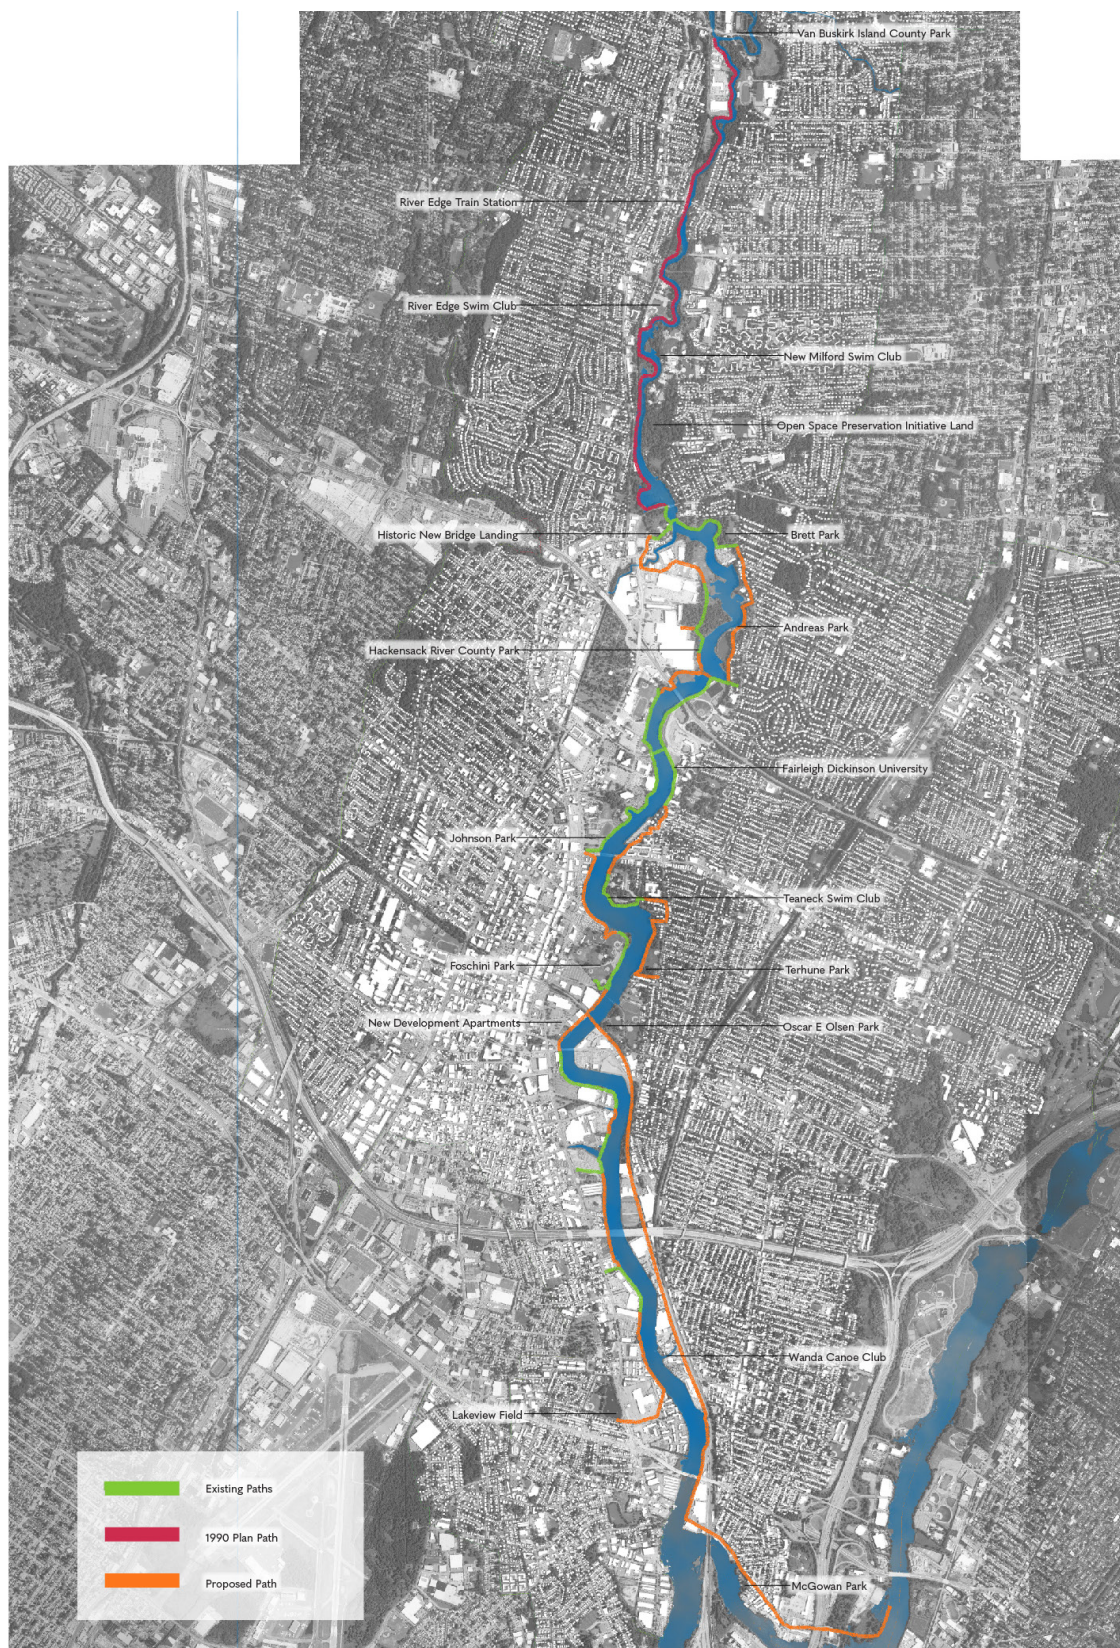 Van Buskirk Island County Park
River Edge Train Station
River Edge Swim Club
New Milford Swim Club
Open Space Preservation Initiative Land
Historic New Bridge Landing
Brett Park
Andreas Park
Hackensack River County Park
Fairleigh Dickinson University
Johnson Park
Teaneck Swim Club
Foschini Park
Terhune Park
New Development Apartments
Oscar E Olsen Park
Wanda Canoe Club
Lakeview Field
Existing Paths
1990 Plan Path
Proposed Path
McGowan Park